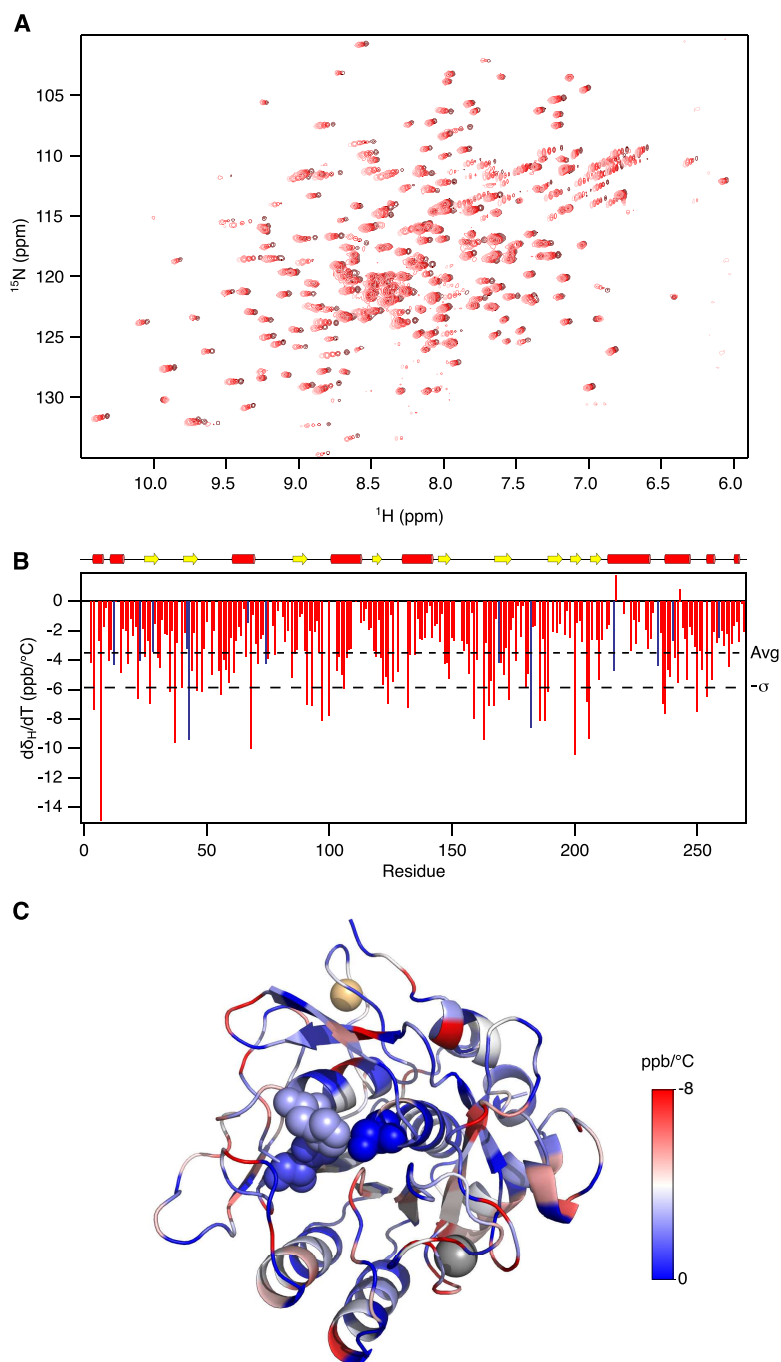 A
105
110
115
120
125
130
¹⁵N (ppm)
10.0 9.5 9.0 8.5 8.0 7.5 7.0 6.5 6.0
¹H (ppm)
B
0
-2
-4
-6
-8
-10
-12
-14
dδH/dT (ppb/°C)
Avg
-σ
0 50 100 150 200 250
Residue
C
ppb/°C
-8
0